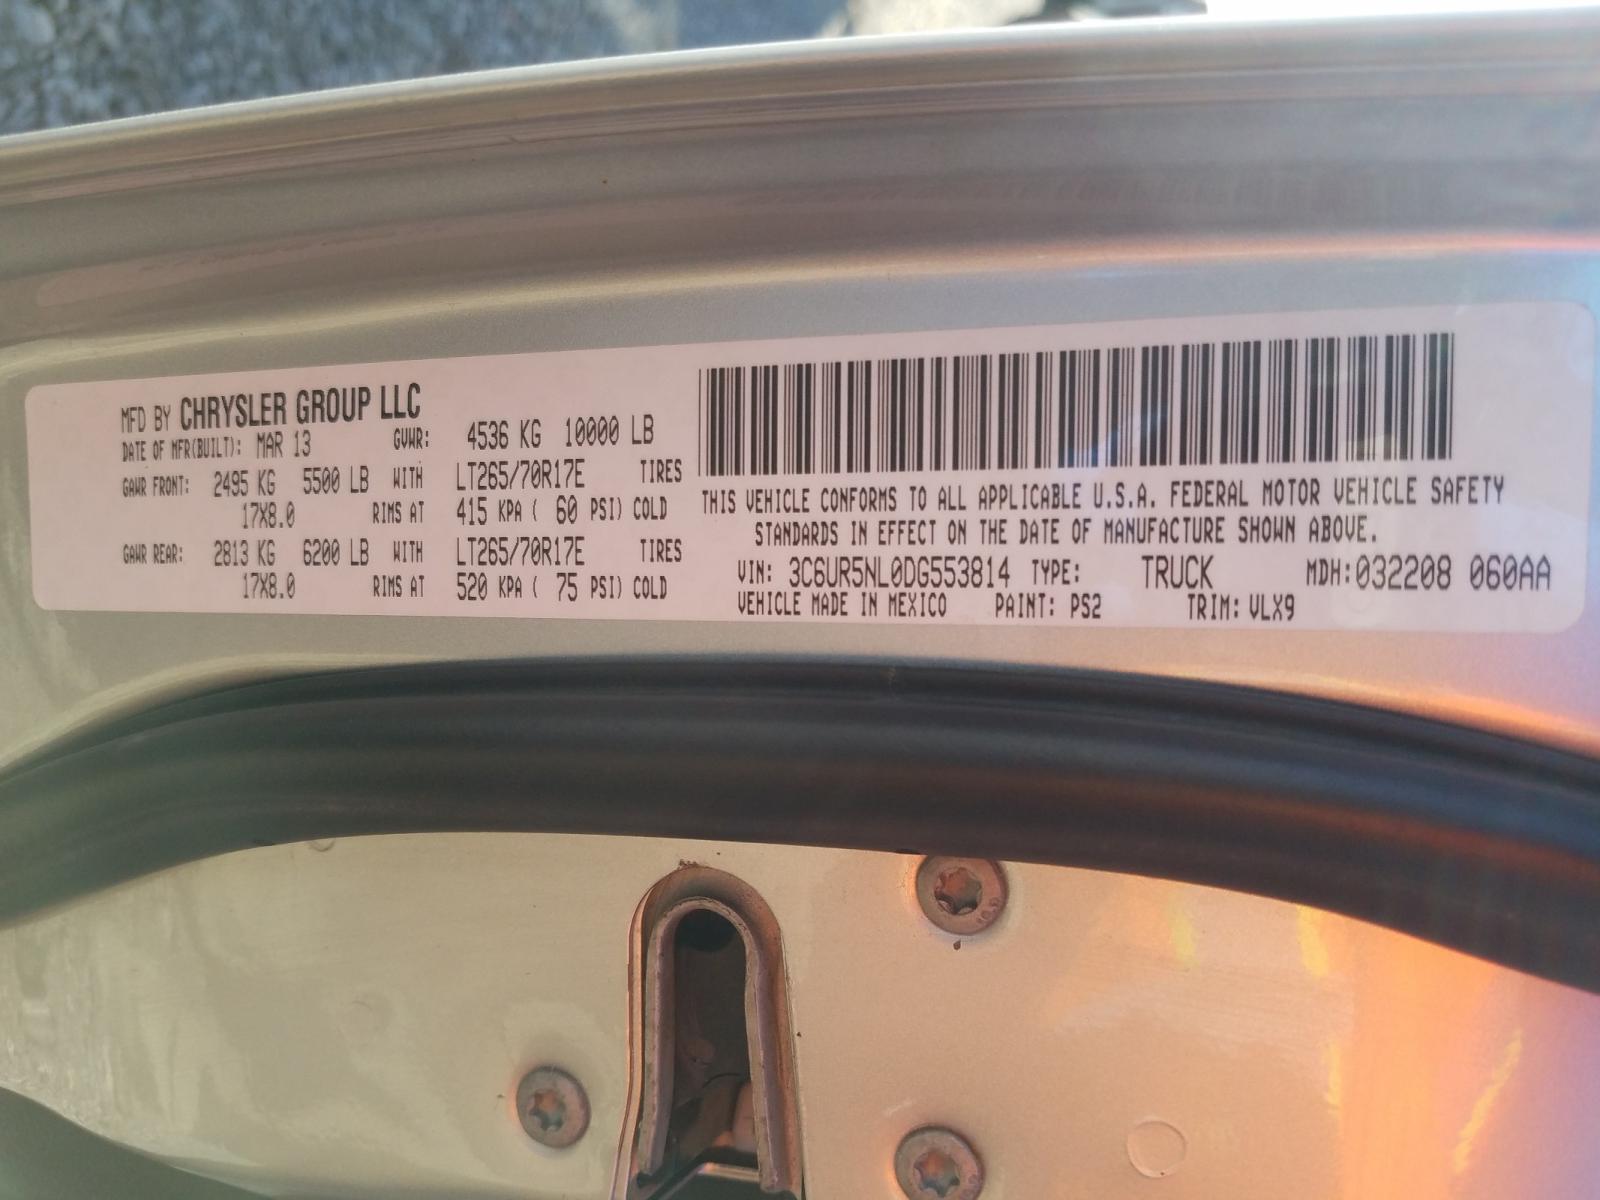 MFD BY CHRYSLER GROUP LLC
DATE OF MFR(BUILT): MAR 13 GVWR: 4536 KG 10000 LB
GAWR FRONT: 2495 KG 5500 LB WITH LT265/70R17E TIRES
17X8.0 RIMS AT 415 KPA ( 60 PSI) COLD
GAWR REAR: 2813 KG 6200 LB WITH LT265/70R17E TIRES
17X8.0 RIMS AT 520 KPA ( 75 PSI) COLD
THIS VEHICLE CONFORMS TO ALL APPLICABLE U.S.A. FEDERAL MOTOR VEHICLE SAFETY
STANDARDS IN EFFECT ON THE DATE OF MANUFACTURE SHOWN ABOVE.
VIN: 3C6UR5NL0DG553814 TYPE: TRUCK MDH:032208 060AA
VEHICLE MADE IN MEXICO PAINT: PS2 TRIM: VLX9